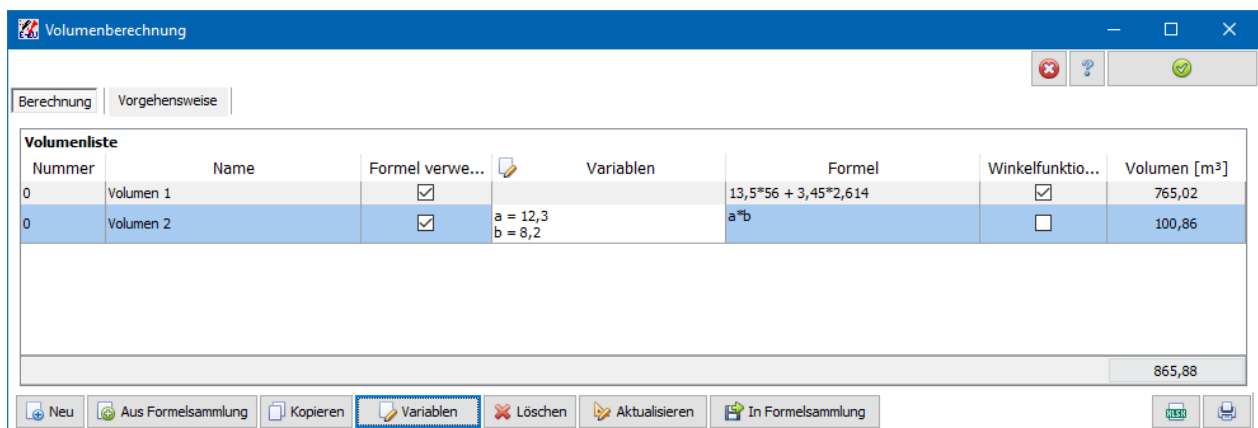 Volumenberechnung
Berechnung Vorgehensweise
Volumenliste
Nummer Name Formel verwe... Variablen Formel Winkelfunktio... Volumen [m³]
0 Volumen 1 13,5*56 + 3,45*2,614 765,02
0 Volumen 2 a = 12,3 a*b 100,86
b = 8,2
865,88
Neu Aus Formelsammlung Kopieren Variablen Löschen Aktualisieren In Formelsammlung XLSX